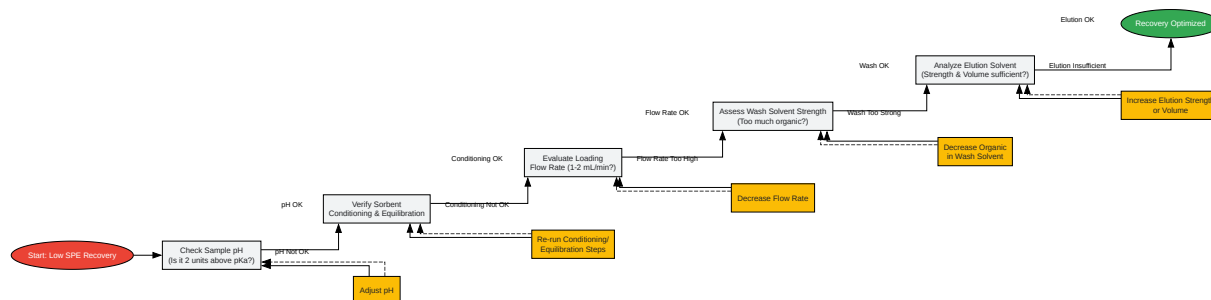 Start: Low SPE Recovery
Check Sample pH
(Is it 2 units above pKa?)
pH OK
pH Not OK
Adjust pH
Verify Sorbent
Conditioning & Equilibration
Conditioning OK
Conditioning Not OK
Re-run Conditioning/
Equilibration Steps
Evaluate Loading
Flow Rate (1-2 mL/min?)
Flow Rate OK
Flow Rate Too High
Decrease Flow Rate
Assess Wash Solvent Strength
(Too much organic?)
Wash OK
Wash Too Strong
Decrease Organic
in Wash Solvent
Analyze Elution Solvent
(Strength & Volume sufficient?)
Elution OK
Elution Insufficient
Increase Elution Strengt
or Volume
Recovery Optimized